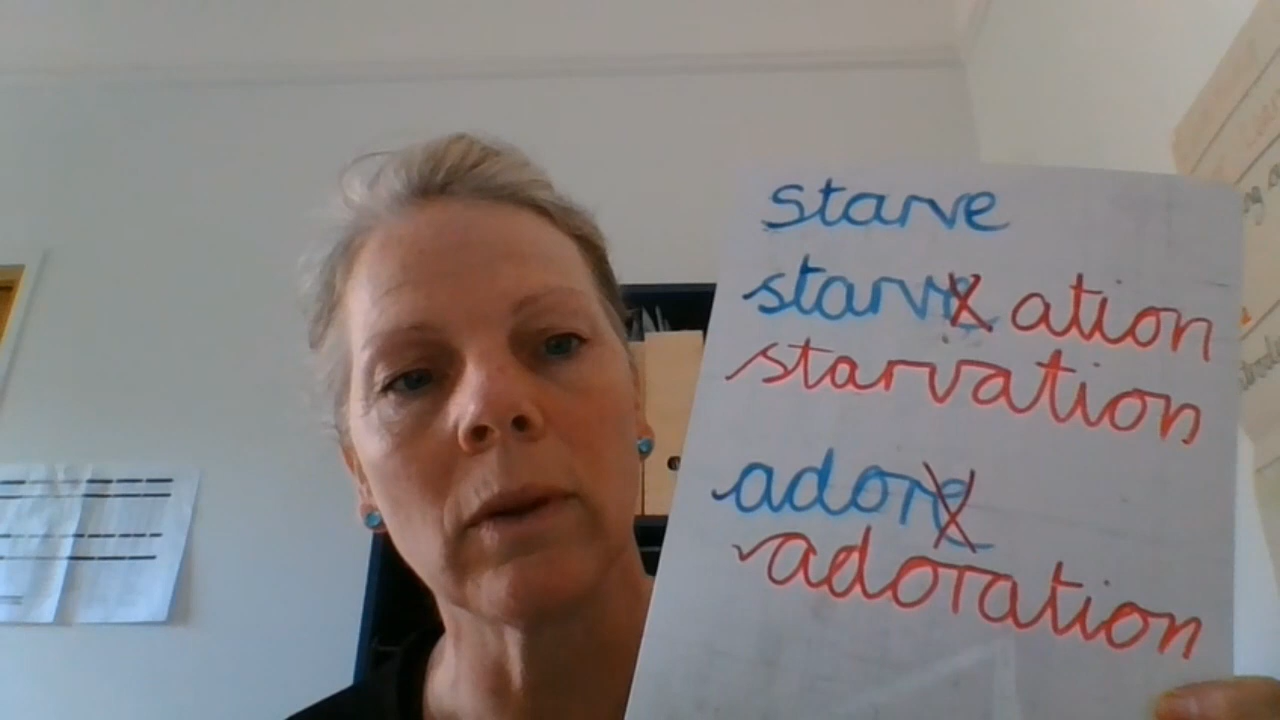 starve
starve ation
starvation
adore
adoration